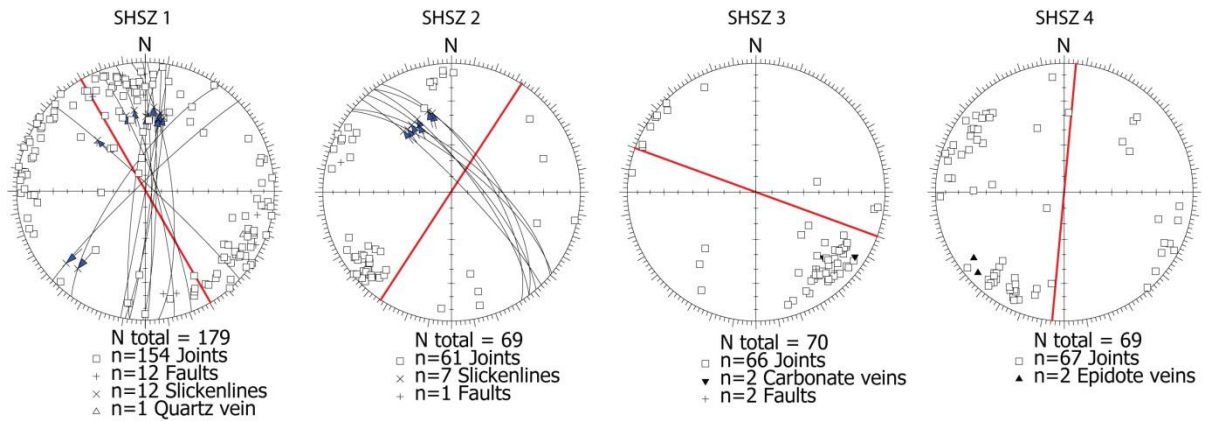 SHSZ 1
N
N total = 179
n=154 Joints
n=12 Faults
n=12 Slickenlines
n=1 Quartz vein
SHSZ 2
N
N total = 69
n=61 Joints
n=7 Slickenlines
n=1 Faults
SHSZ 3
N
N total = 70
n=66 Joints
n=2 Carbonate veins
n=2 Faults
SHSZ 4
N
N total = 69
n=67 Joints
n=2 Epidote veins